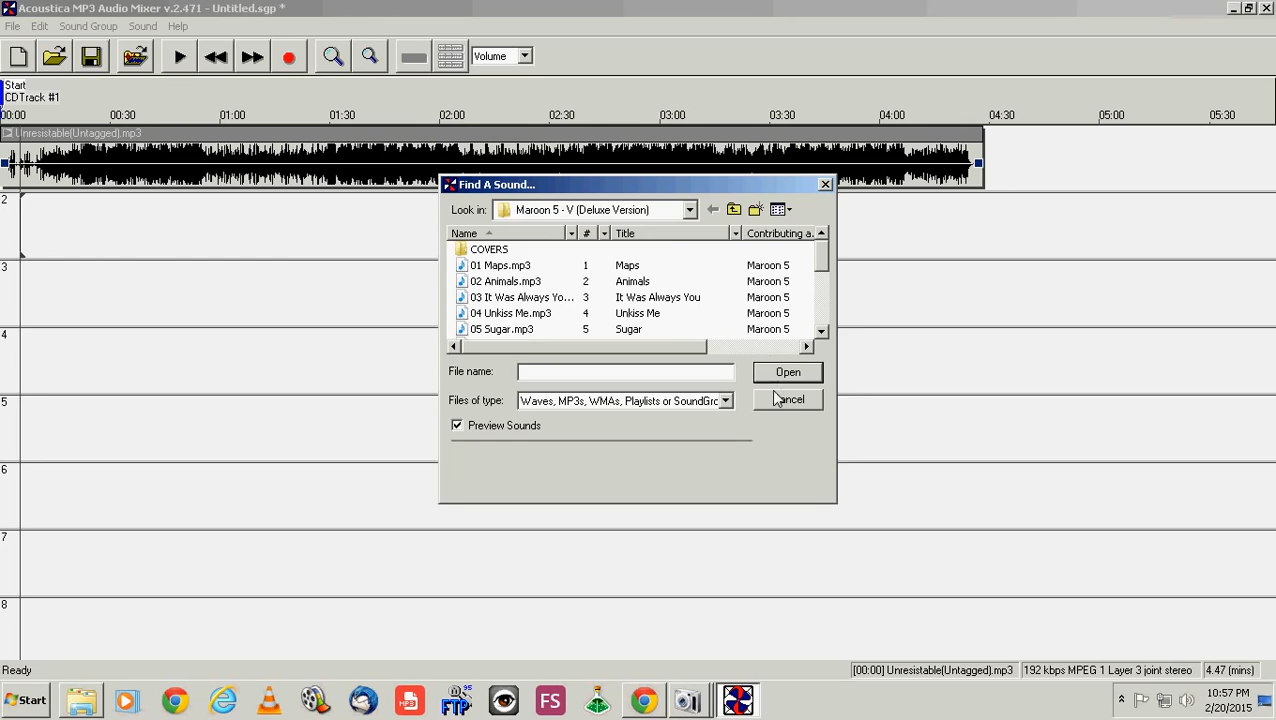 Acoustica MP3 Audio Mixer v.2.471 - Untitled.sgp *
File Edit Sound Group Sound Help
Volume
Start
CDTrack #1
00:00 00:30 01:00 01:30 02:00 02:30 03:00 03:30 04:00 04:30 05:00 05:30
Unresistable(Untagged).mp3
Find A Sound...
Look in: Maroon 5 - V (Deluxe Version)
Name # Title Contributing a
COVERS
01 Maps.mp3 1 Maps Maroon 5
02 Animals.mp3 2 Animals Maroon 5
03 It Was Always Yo... 3 It Was Always You Maroon 5
04 Unkiss Me.mp3 4 Unkiss Me Maroon 5
05 Sugar.mp3 5 Sugar Maroon 5
File name: Open
Files of type: Waves, MP3s, WMAs, Playlists or SoundGro Cancel
Preview Sounds
2
3
4
5
6
7
8
Ready [00:00] Unresistable(Untagged).mp3 192 kbps MPEG 1 Layer 3 joint stereo 4.47 (mins)
Start MP3 FTP FS 10:57 PM
2/20/2015